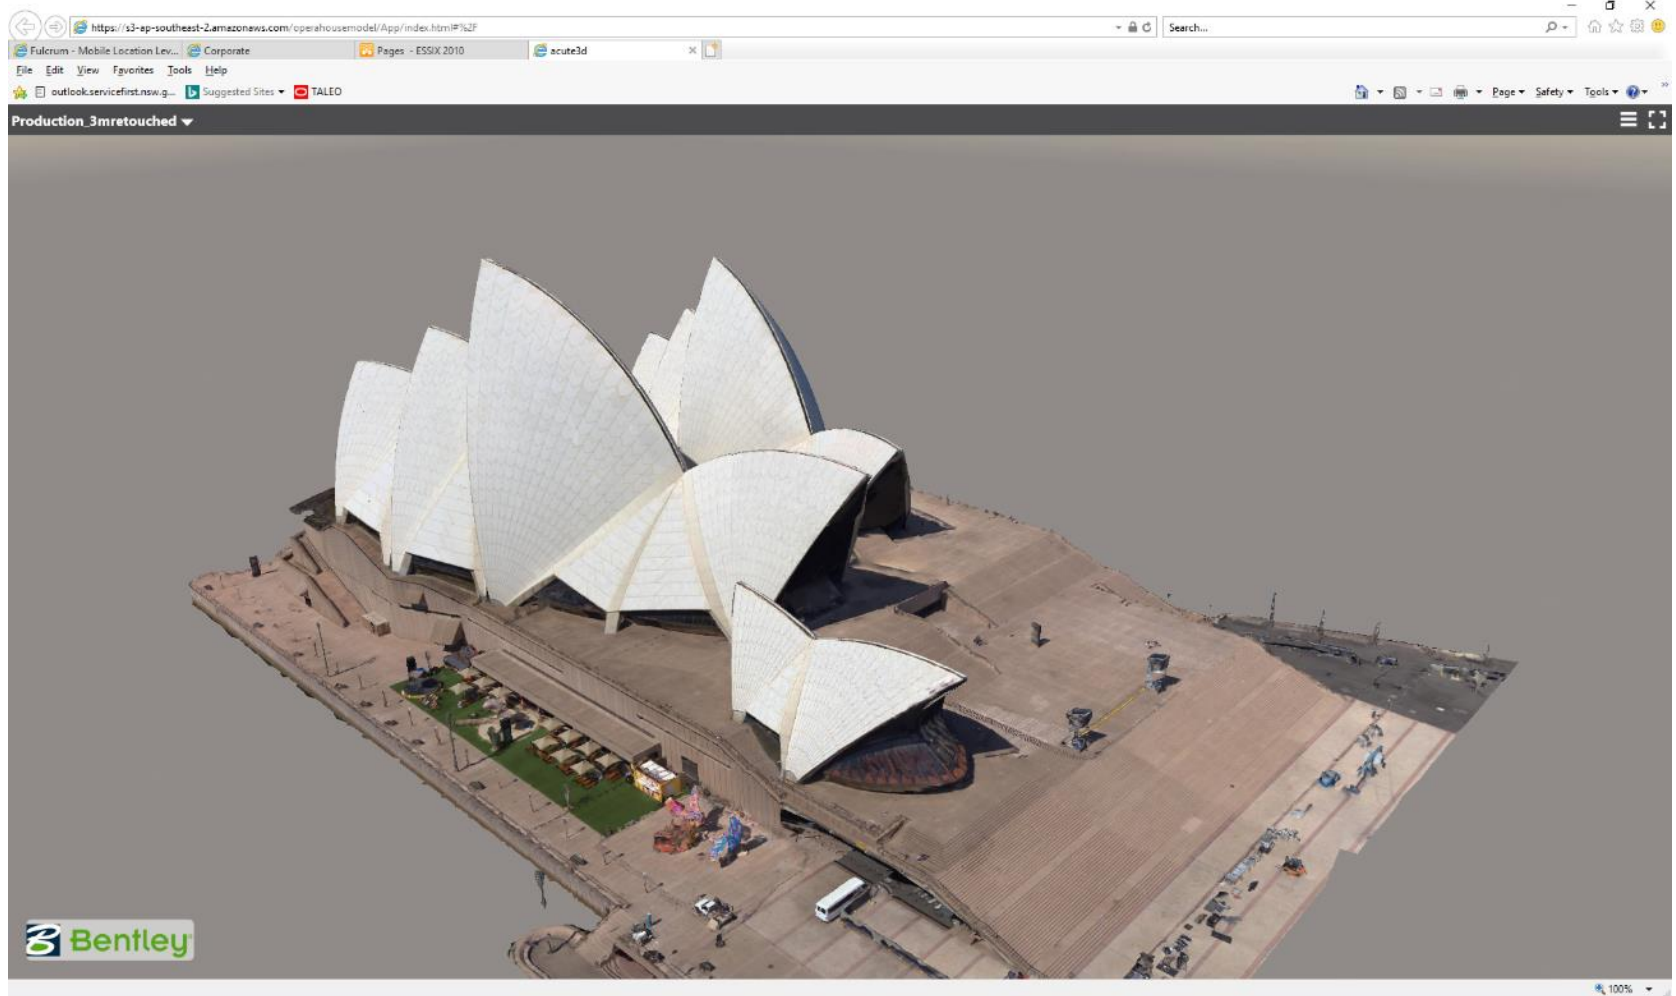 https://s3-ap-southeast-2.amazonaws.com/operahousemodel/App/index.html#%2F
Search...
Fulcrum - Mobile Location Lev... Corporate Pages - ESSIX 2010 acute3d
File Edit View Favorites Tools Help
outlook.servicefirst.nsw.g... Suggested Sites TALEO Page Safety Tools
Production_3mretouched
Bentley
100%